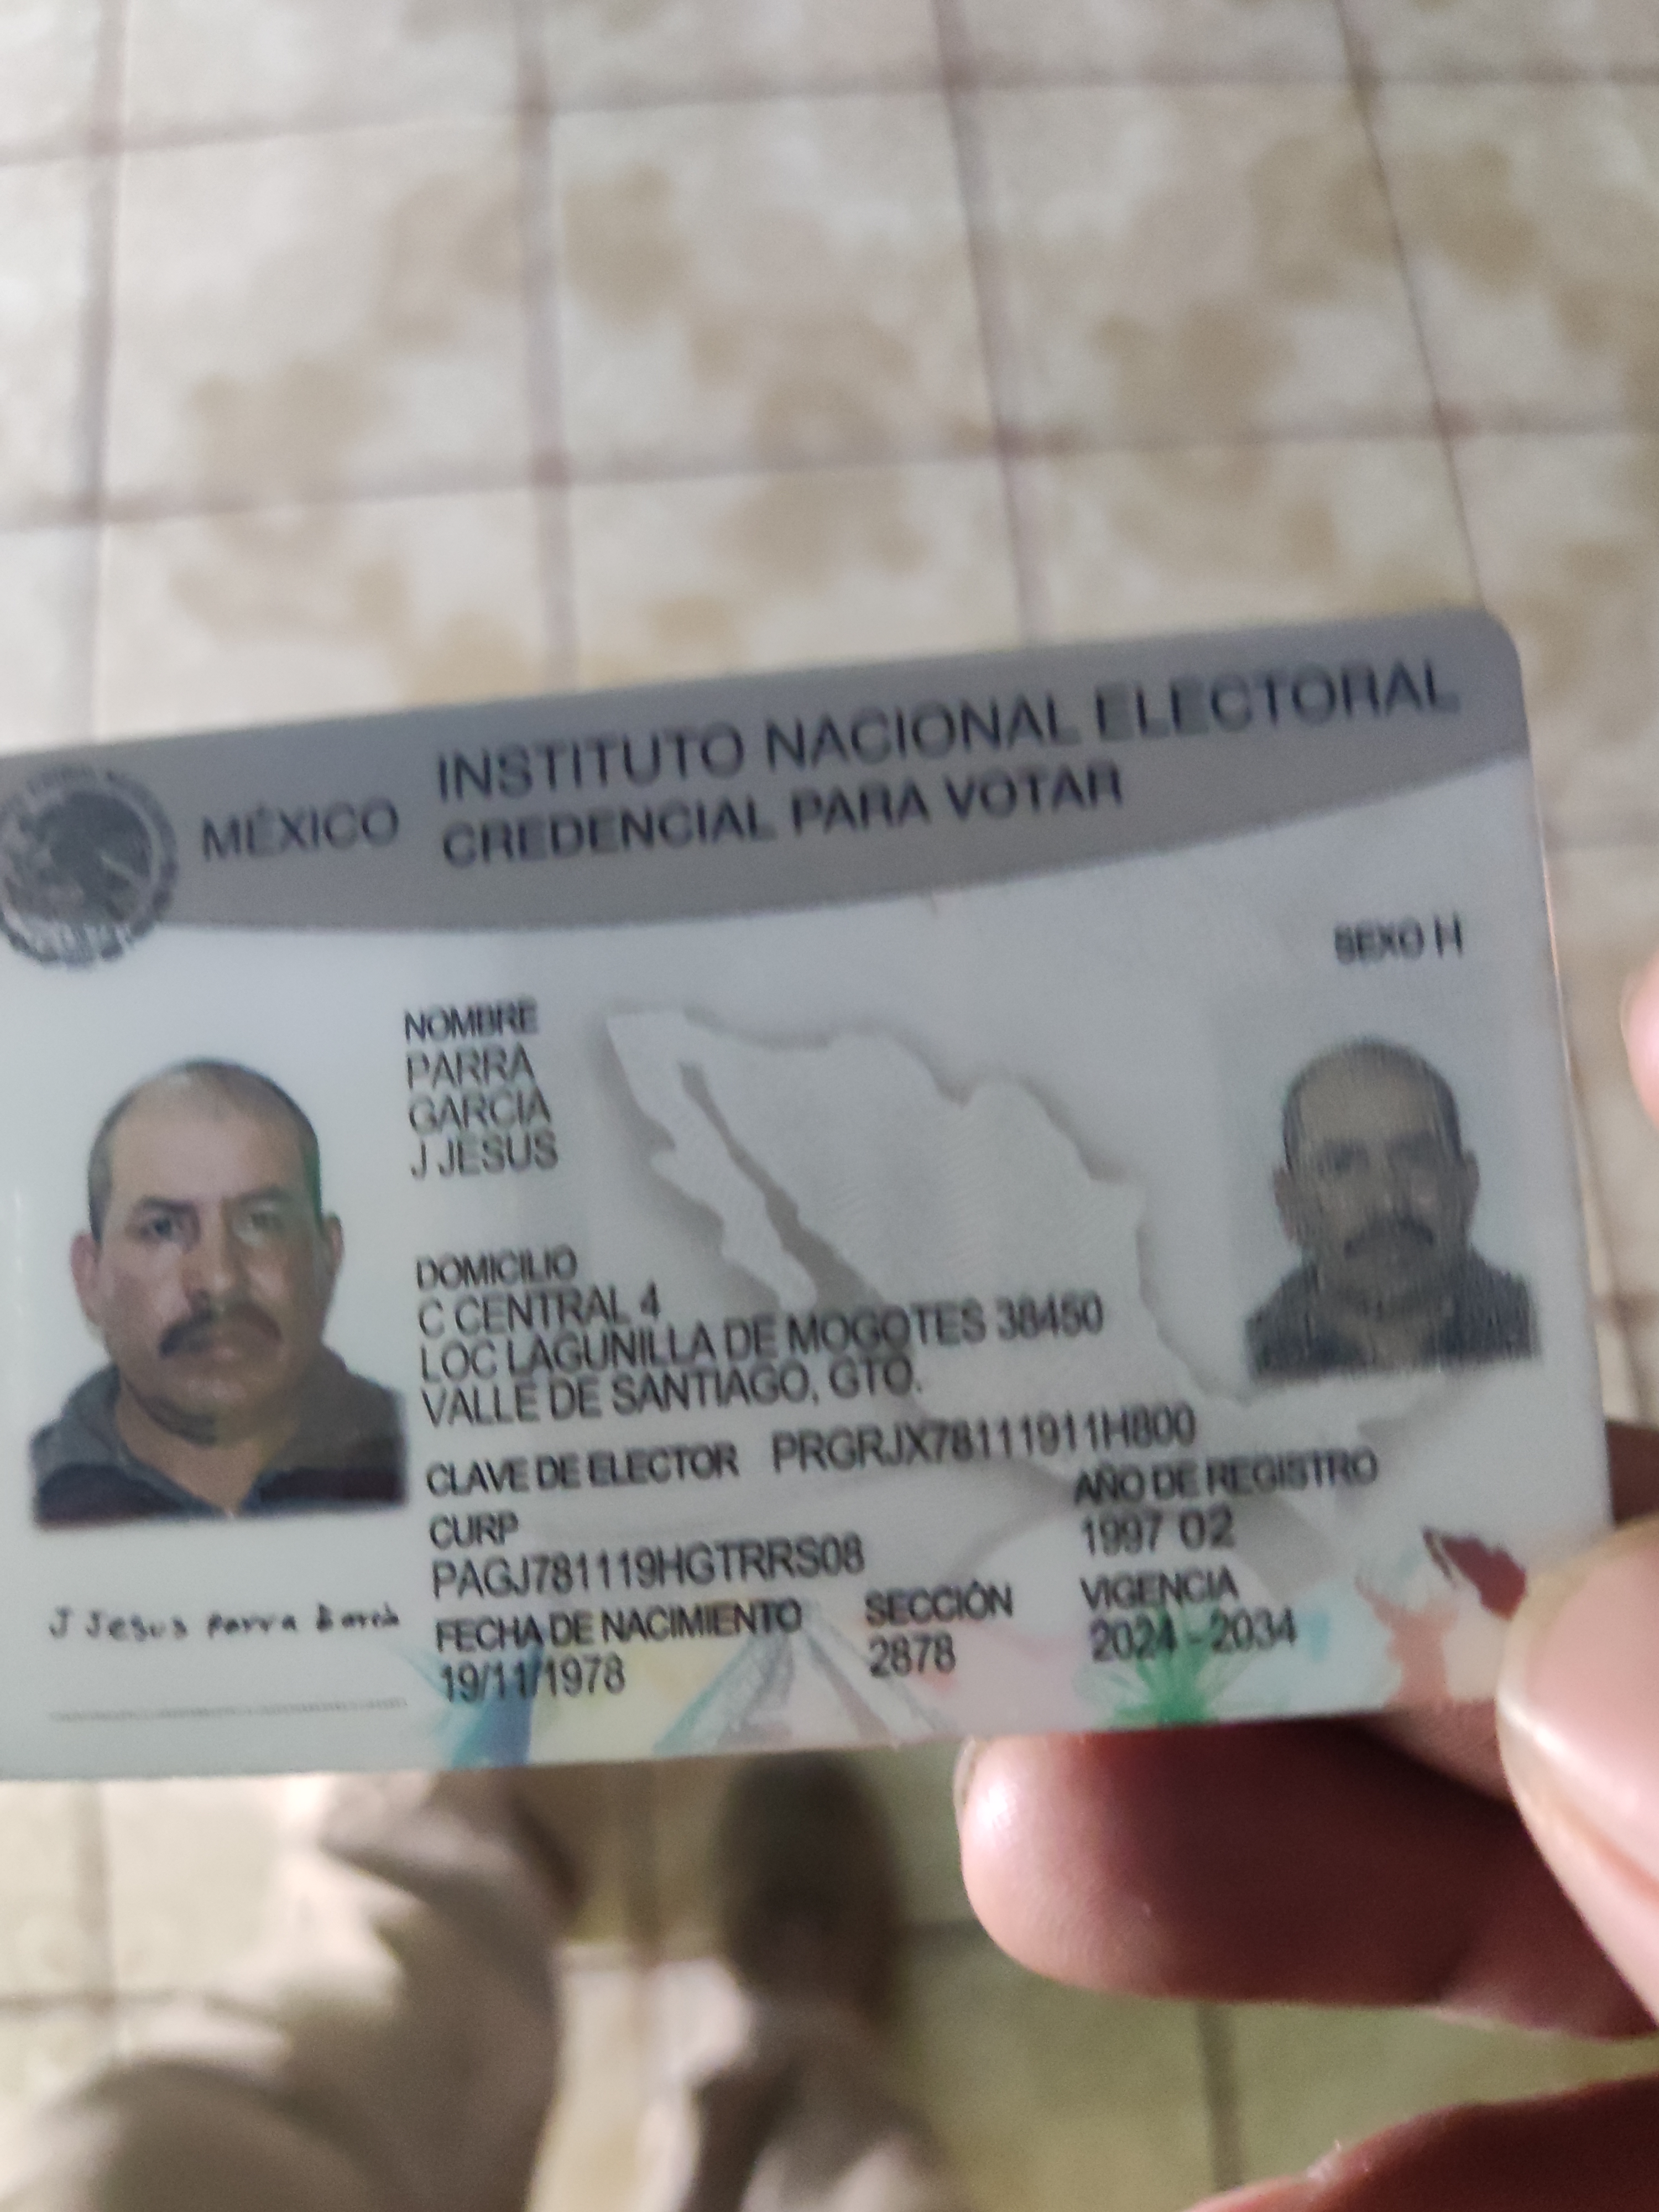 MÉXICO
INSTITUTO NACIONAL ELECTORAL
CREDENCIAL PARA VOTAR
SEXO H
NOMBRE
PARRA
GARCIA
J JESUS
DOMICILIO
C CENTRAL 4
LOC LAGUNILLA DE MOGOTES 38450
VALLE DE SANTIAGO, GTO.
CLAVE DE ELECTOR PRGRJX78111911H800
CURP
PAGJ781119HGTRRS08
AÑO DE REGISTRO
1997 02
FECHA DE NACIMIENTO
19/11/1978
SECCIÓN
2878
VIGENCIA
2024 - 2034
J Jesus Parra Garcia